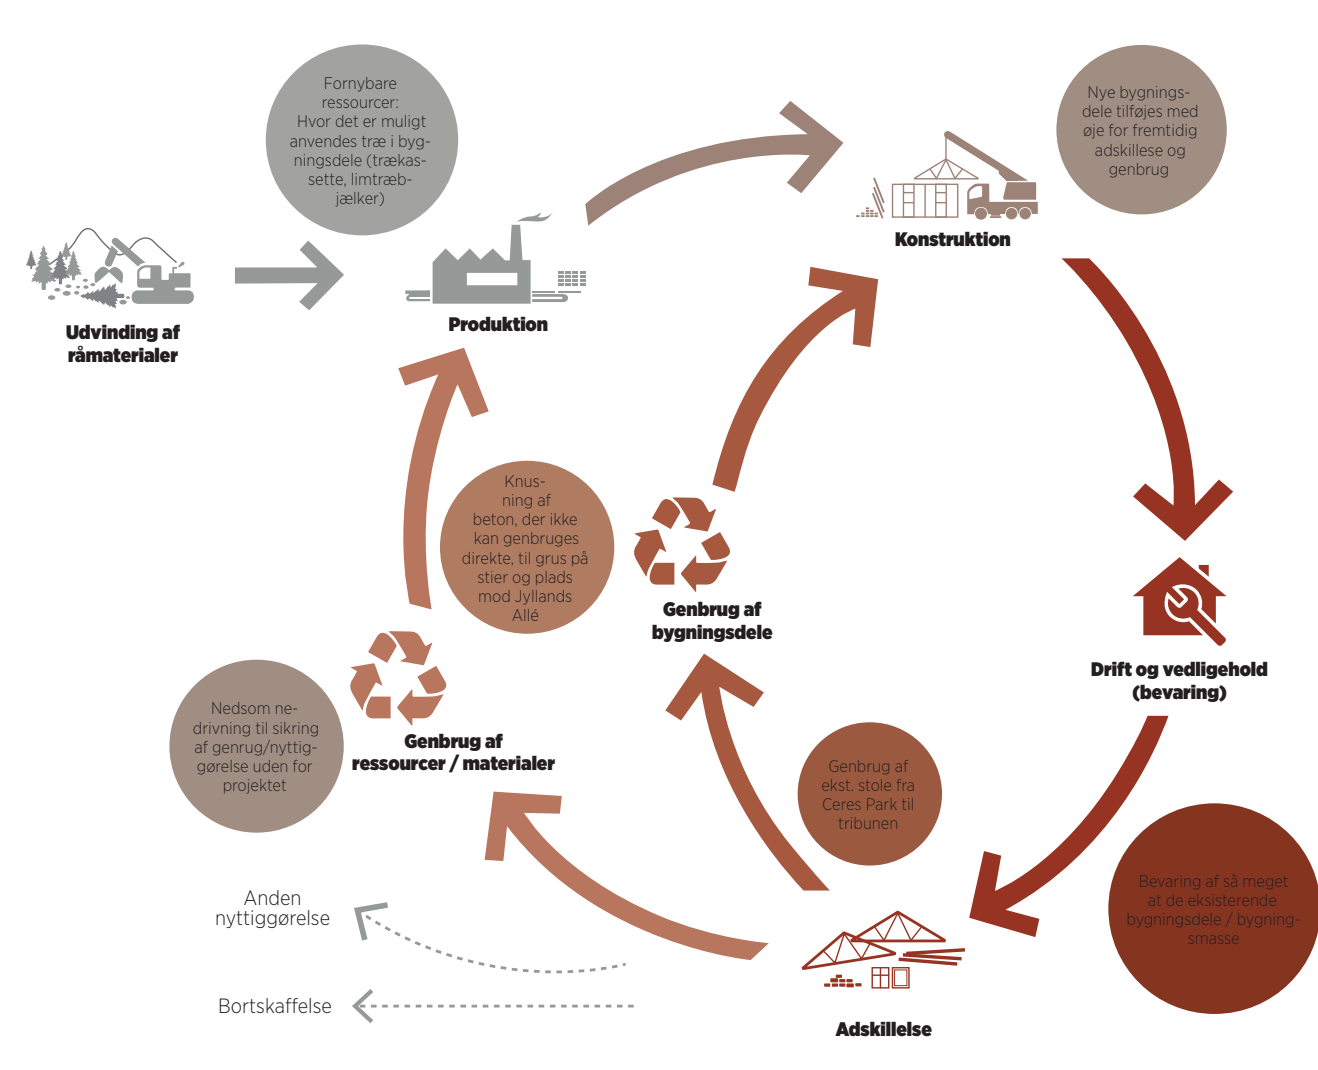 Fornybare
ressourcer:
Hvor det er muligt
anvendes træ i byg-
ningsdele (trækas-
sette, limtræb-
jælker)
Nye bygnings-
dele tilføjes med
øje for fremtidig
adskillese og
genbrug
Konstruktion
Udvinding af
råmaterialer
Produktion
Knus-
ning af
beton, der ikke
kan genbruges
direkte, til grus på
stier og plads
mod Jyllands
Allé
Genbrug af
bygningsdele
Drift og vedligehold
(bevaring)
Nedsom ne-
drivning til sikring
af genrug/nyttig-
gørelse uden for
projektet
Genbrug af
ressourcer / materialer
Genbrug af
ekst. stole fra
Ceres Park til
tribunen
Bevaring af så meget
at de eksisterende
bygningsdele / bygning-
smasse
Anden
nyttiggørelse
Bortskaffelse
Adskillelse